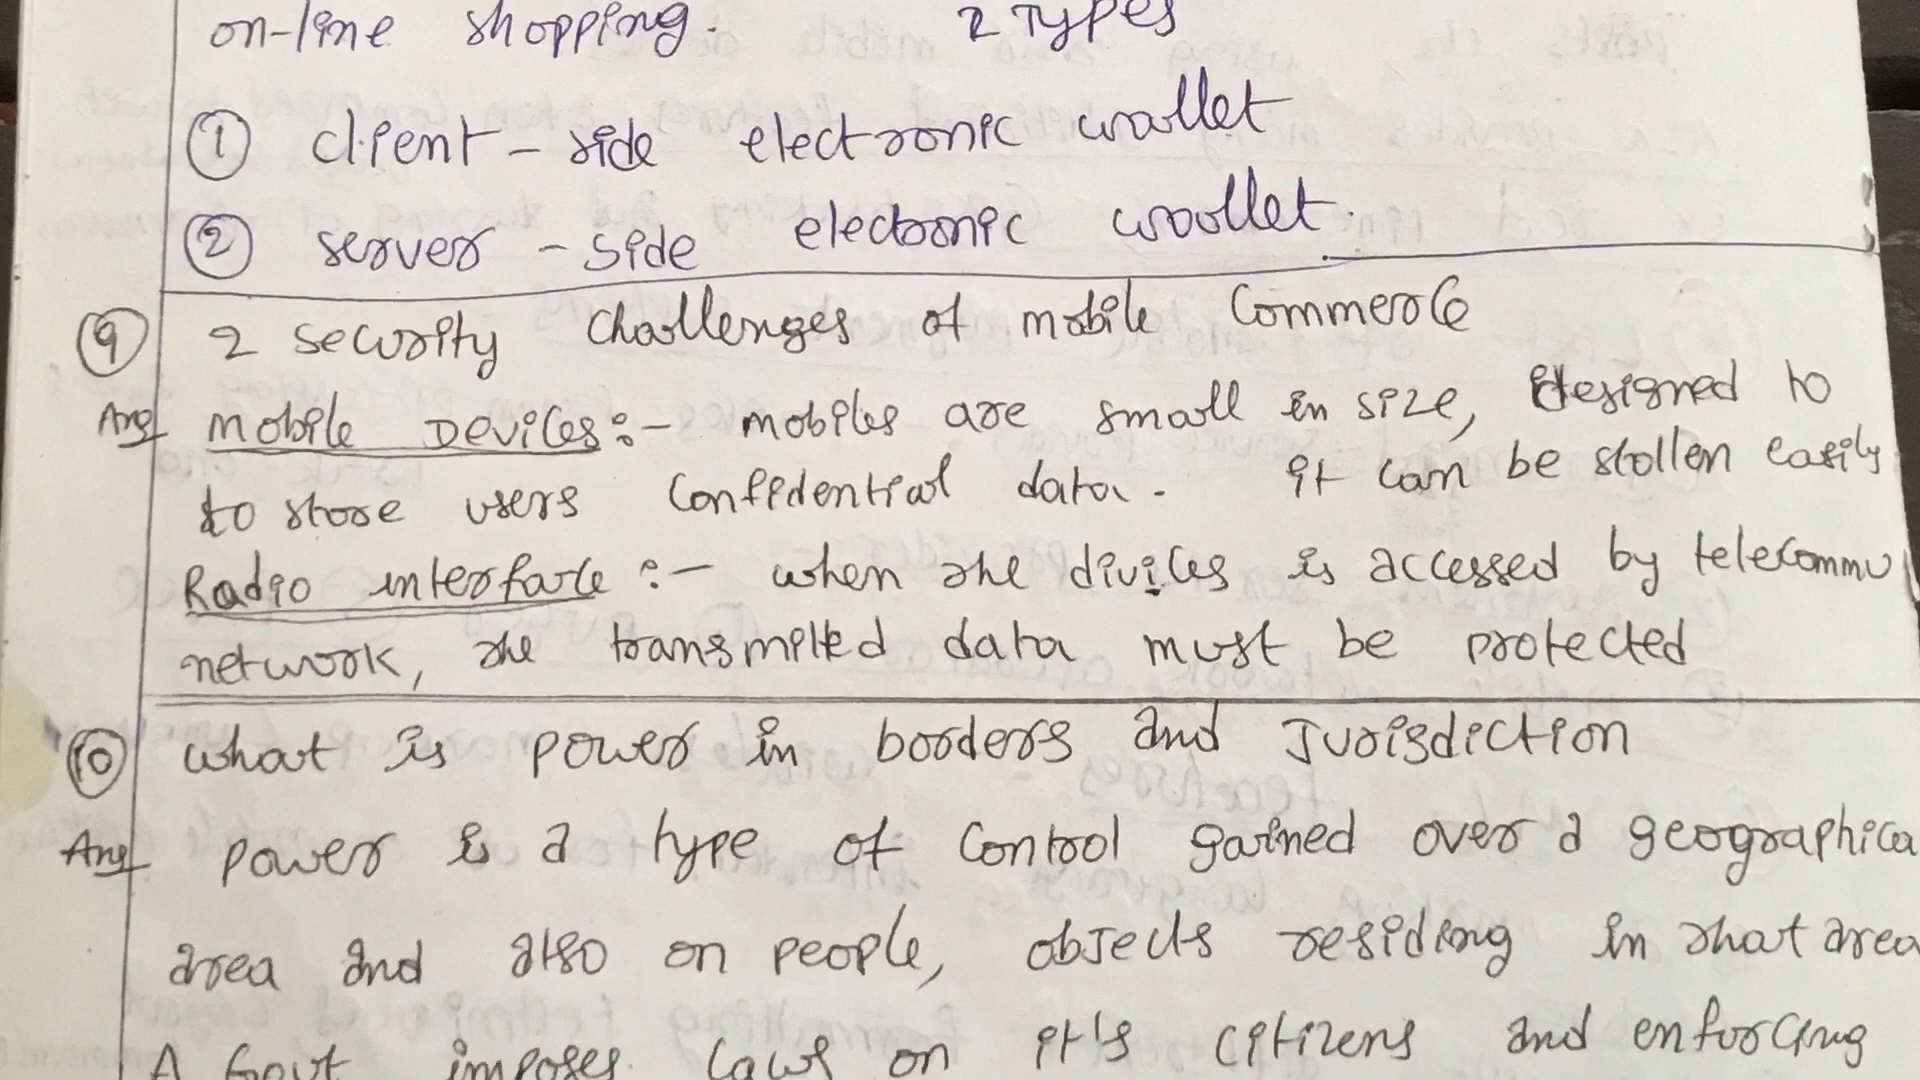 on-line shopping. 2 Types
① client - side electronic wallet
② server - side electronic wallet.
⑨ 2 security challenges of mobile Commerce
Ans mobile Devices:- mobiles are small in size, designed to
to store users Confidential data. it can be stollen easily
Radio interface :- when the divices is accessed by telecommu
network, the transmitted data must be protected
⑩ what is power in borders and Jurisdiction
Ans power is a type of Control gained over a geographica
area and also on people, objects residing in that area
A Govt imposes laws on it's citizens and enforcing